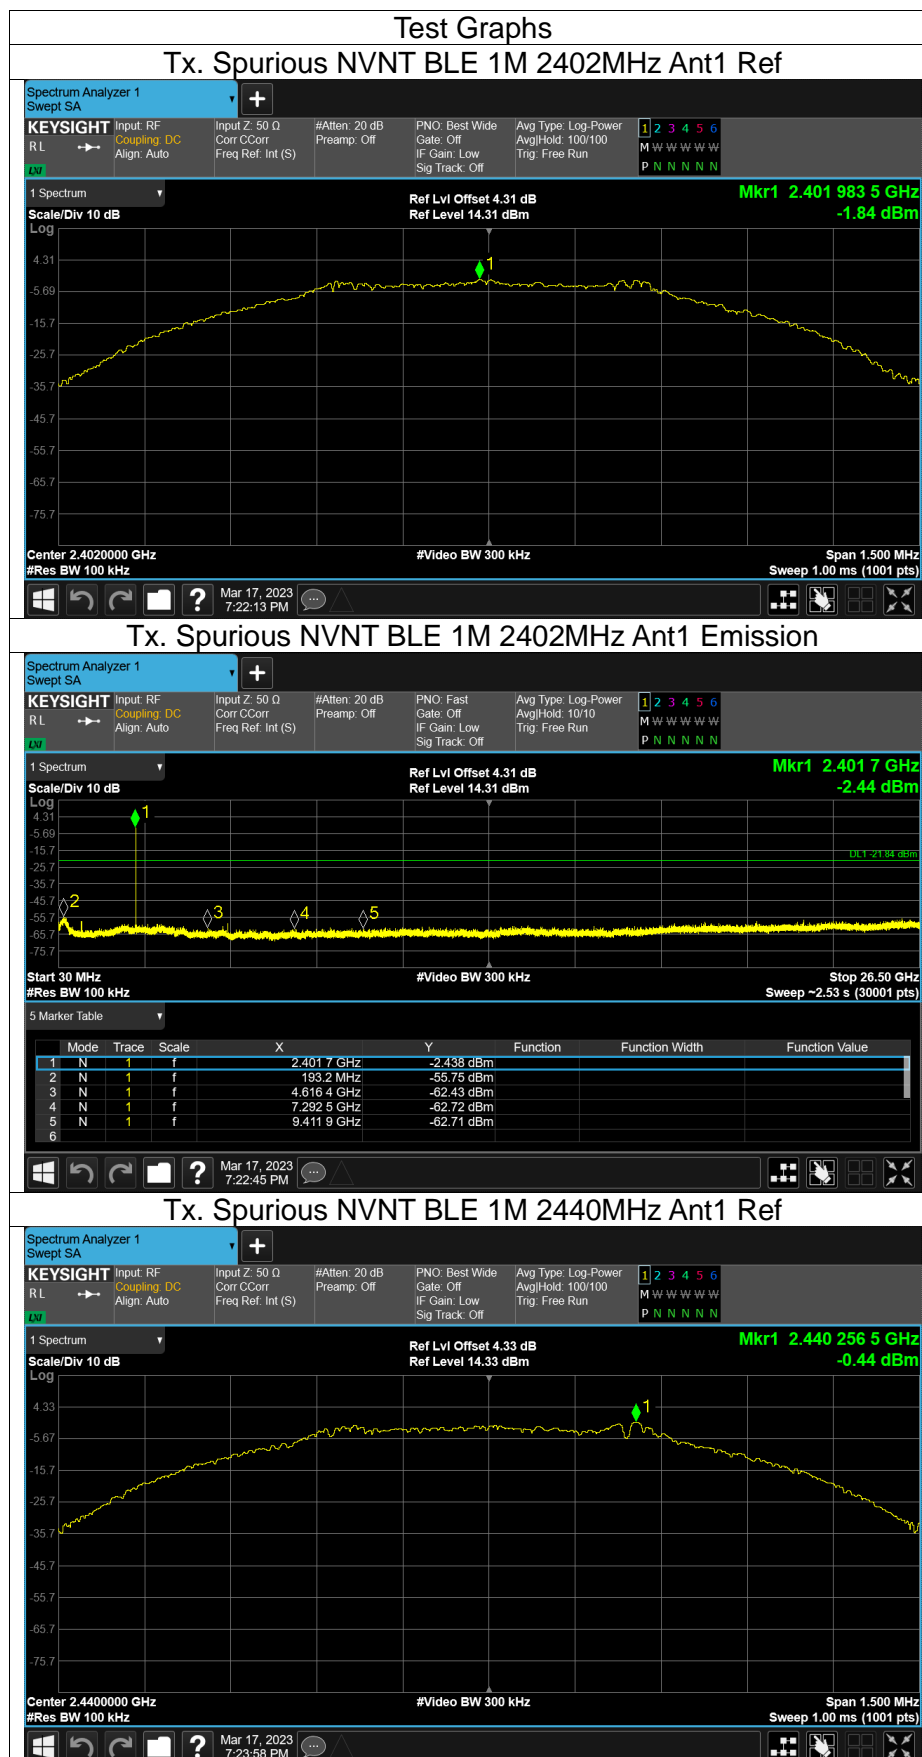 Test Graphs
Tx. Spurious NVNT BLE 1M 2402MHz Ant1 Ref
Spectrum Analyzer 1
Swept SA
+
KEYSIGHT Input: RF Input Z: 50 Ω #Atten: 20 dB PNO: Best Wide Avg Type: Log-Power 1 2 3 4 5 6
RL Coupling: DC Corr CCorr Preamp: Off Gate: Off Avg|Hold: 100/100 M W W W W W
Align: Auto Freq Ref: Int (S) IF Gain: Low Trig: Free Run
LXI Sig Track: Off P N N N N N
1 Spectrum Ref Lvl Offset 4.31 dB Mkr1 2.401 983 5 GHz
Scale/Div 10 dB Ref Level 14.31 dBm -1.84 dBm
Log
1
4.31
-5.69
-15.7
-25.7
-35.7
-45.7
-55.7
-65.7
-75.7
Center 2.4020000 GHz #Video BW 300 kHz Span 1.500 MHz
#Res BW 100 kHz Sweep 1.00 ms (1001 pts)
? Mar 17, 2023
7:22:13 PM
Tx. Spurious NVNT BLE 1M 2402MHz Ant1 Emission
Spectrum Analyzer 1
Swept SA
+
KEYSIGHT Input: RF Input Z: 50 Ω #Atten: 20 dB PNO: Fast Avg Type: Log-Power 1 2 3 4 5 6
RL Coupling: DC Corr CCorr Preamp: Off Gate: Off Avg|Hold: 10/10 M W W W W W
Align: Auto Freq Ref: Int (S) IF Gain: Low Trig: Free Run
LXI Sig Track: Off P N N N N N
1 Spectrum Ref Lvl Offset 4.31 dB Mkr1 2.401 7 GHz
Scale/Div 10 dB Ref Level 14.31 dBm -2.44 dBm
Log
4.31 1
-5.69
-15.7 DL1 -21.84 dBm
-25.7
-35.7
-45.7 2
-55.7 3 4 5
-65.7
-75.7
Start 30 MHz #Video BW 300 kHz Stop 26.50 GHz
#Res BW 100 kHz Sweep ~2.53 s (30001 pts)
5 Marker Table
Mode Trace Scale X Y Function Function Width Function Value
1 N 1 f 2.401 7 GHz -2.438 dBm
2 N 1 f 193.2 MHz -55.75 dBm
3 N 1 f 4.616 4 GHz -62.43 dBm
4 N 1 f 7.292 5 GHz -62.72 dBm
5 N 1 f 9.411 9 GHz -62.71 dBm
6
? Mar 17, 2023
7:22:45 PM
Tx. Spurious NVNT BLE 1M 2440MHz Ant1 Ref
Spectrum Analyzer 1
Swept SA
+
KEYSIGHT Input: RF Input Z: 50 Ω #Atten: 20 dB PNO: Best Wide Avg Type: Log-Power 1 2 3 4 5 6
RL Coupling: DC Corr CCorr Preamp: Off Gate: Off Avg|Hold: 100/100 M W W W W W
Align: Auto Freq Ref: Int (S) IF Gain: Low Trig: Free Run
LXI Sig Track: Off P N N N N N
1 Spectrum Ref Lvl Offset 4.33 dB Mkr1 2.440 256 5 GHz
Scale/Div 10 dB Ref Level 14.33 dBm -0.44 dBm
Log
4.33 1
-5.67
-15.7
-25.7
-35.7
-45.7
-55.7
-65.7
-75.7
Center 2.4400000 GHz #Video BW 300 kHz Span 1.500 MHz
#Res BW 100 kHz Sweep 1.00 ms (1001 pts)
? Mar 17, 2023
7:23:58 PM